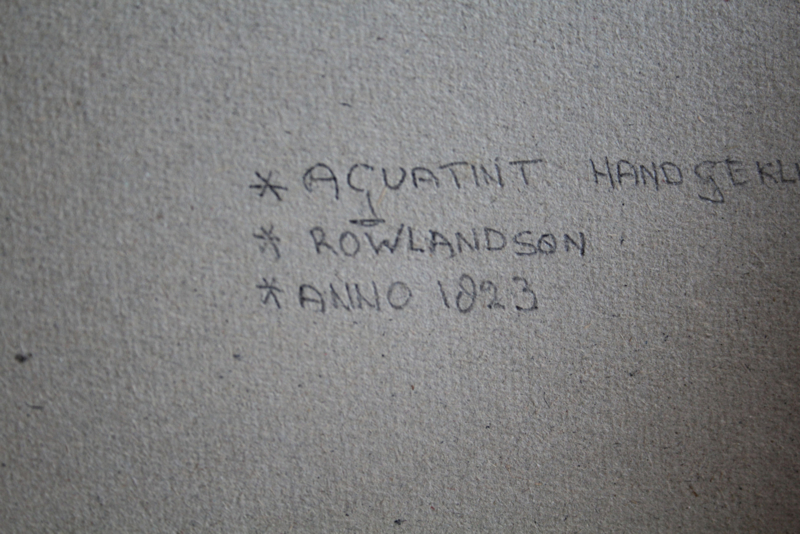 * AQUATINT HANDGEKL
* ROWLANDSON
* ANNO 1823